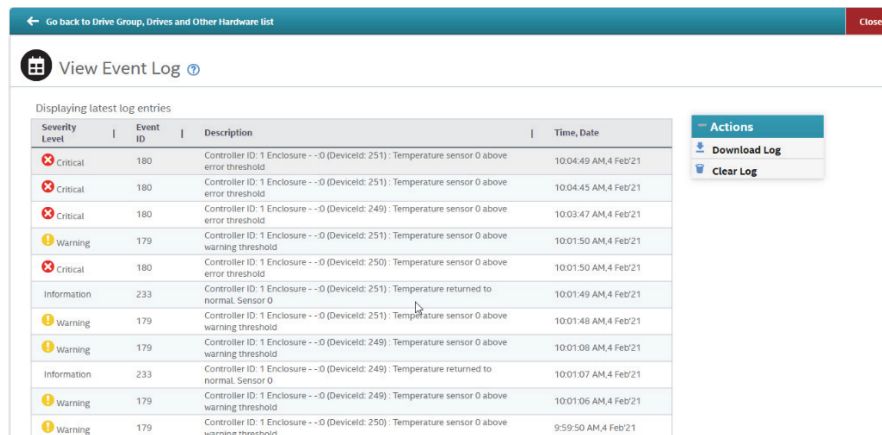 Go back to Drive Group, Drives and Other Hardware list
Close
View Event Log ?
Displaying latest log entries
Severity Level | Event ID | Description | Time, Date
Critical 180 Controller ID: 1 Enclosure - -:0 (DeviceId: 251) : Temperature sensor 0 above error threshold 10:04:49 AM,4 Feb'21
Critical 180 Controller ID: 1 Enclosure - -:0 (DeviceId: 251) : Temperature sensor 0 above error threshold 10:04:45 AM,4 Feb'21
Critical 180 Controller ID: 1 Enclosure - -:0 (DeviceId: 249) : Temperature sensor 0 above error threshold 10:03:47 AM,4 Feb'21
Warning 179 Controller ID: 1 Enclosure - -:0 (DeviceId: 251) : Temperature sensor 0 above warning threshold 10:01:50 AM,4 Feb'21
Critical 180 Controller ID: 1 Enclosure - -:0 (DeviceId: 250) : Temperature sensor 0 above error threshold 10:01:50 AM,4 Feb'21
Information 233 Controller ID: 1 Enclosure - -:0 (DeviceId: 251) : Temperature returned to normal. Sensor 0 10:01:49 AM,4 Feb'21
Warning 179 Controller ID: 1 Enclosure - -:0 (DeviceId: 251) : Temperature sensor 0 above warning threshold 10:01:48 AM,4 Feb'21
Warning 179 Controller ID: 1 Enclosure - -:0 (DeviceId: 249) : Temperature sensor 0 above warning threshold 10:01:08 AM,4 Feb'21
Information 233 Controller ID: 1 Enclosure - -:0 (DeviceId: 249) : Temperature returned to normal. Sensor 0 10:01:07 AM,4 Feb'21
Warning 179 Controller ID: 1 Enclosure - -:0 (DeviceId: 249) : Temperature sensor 0 above warning threshold 10:01:06 AM,4 Feb'21
Warning 179 Controller ID: 1 Enclosure - -:0 (DeviceId: 250) : Temperature sensor 0 above warning threshold 9:59:50 AM,4 Feb'21
Actions
Download Log
Clear Log